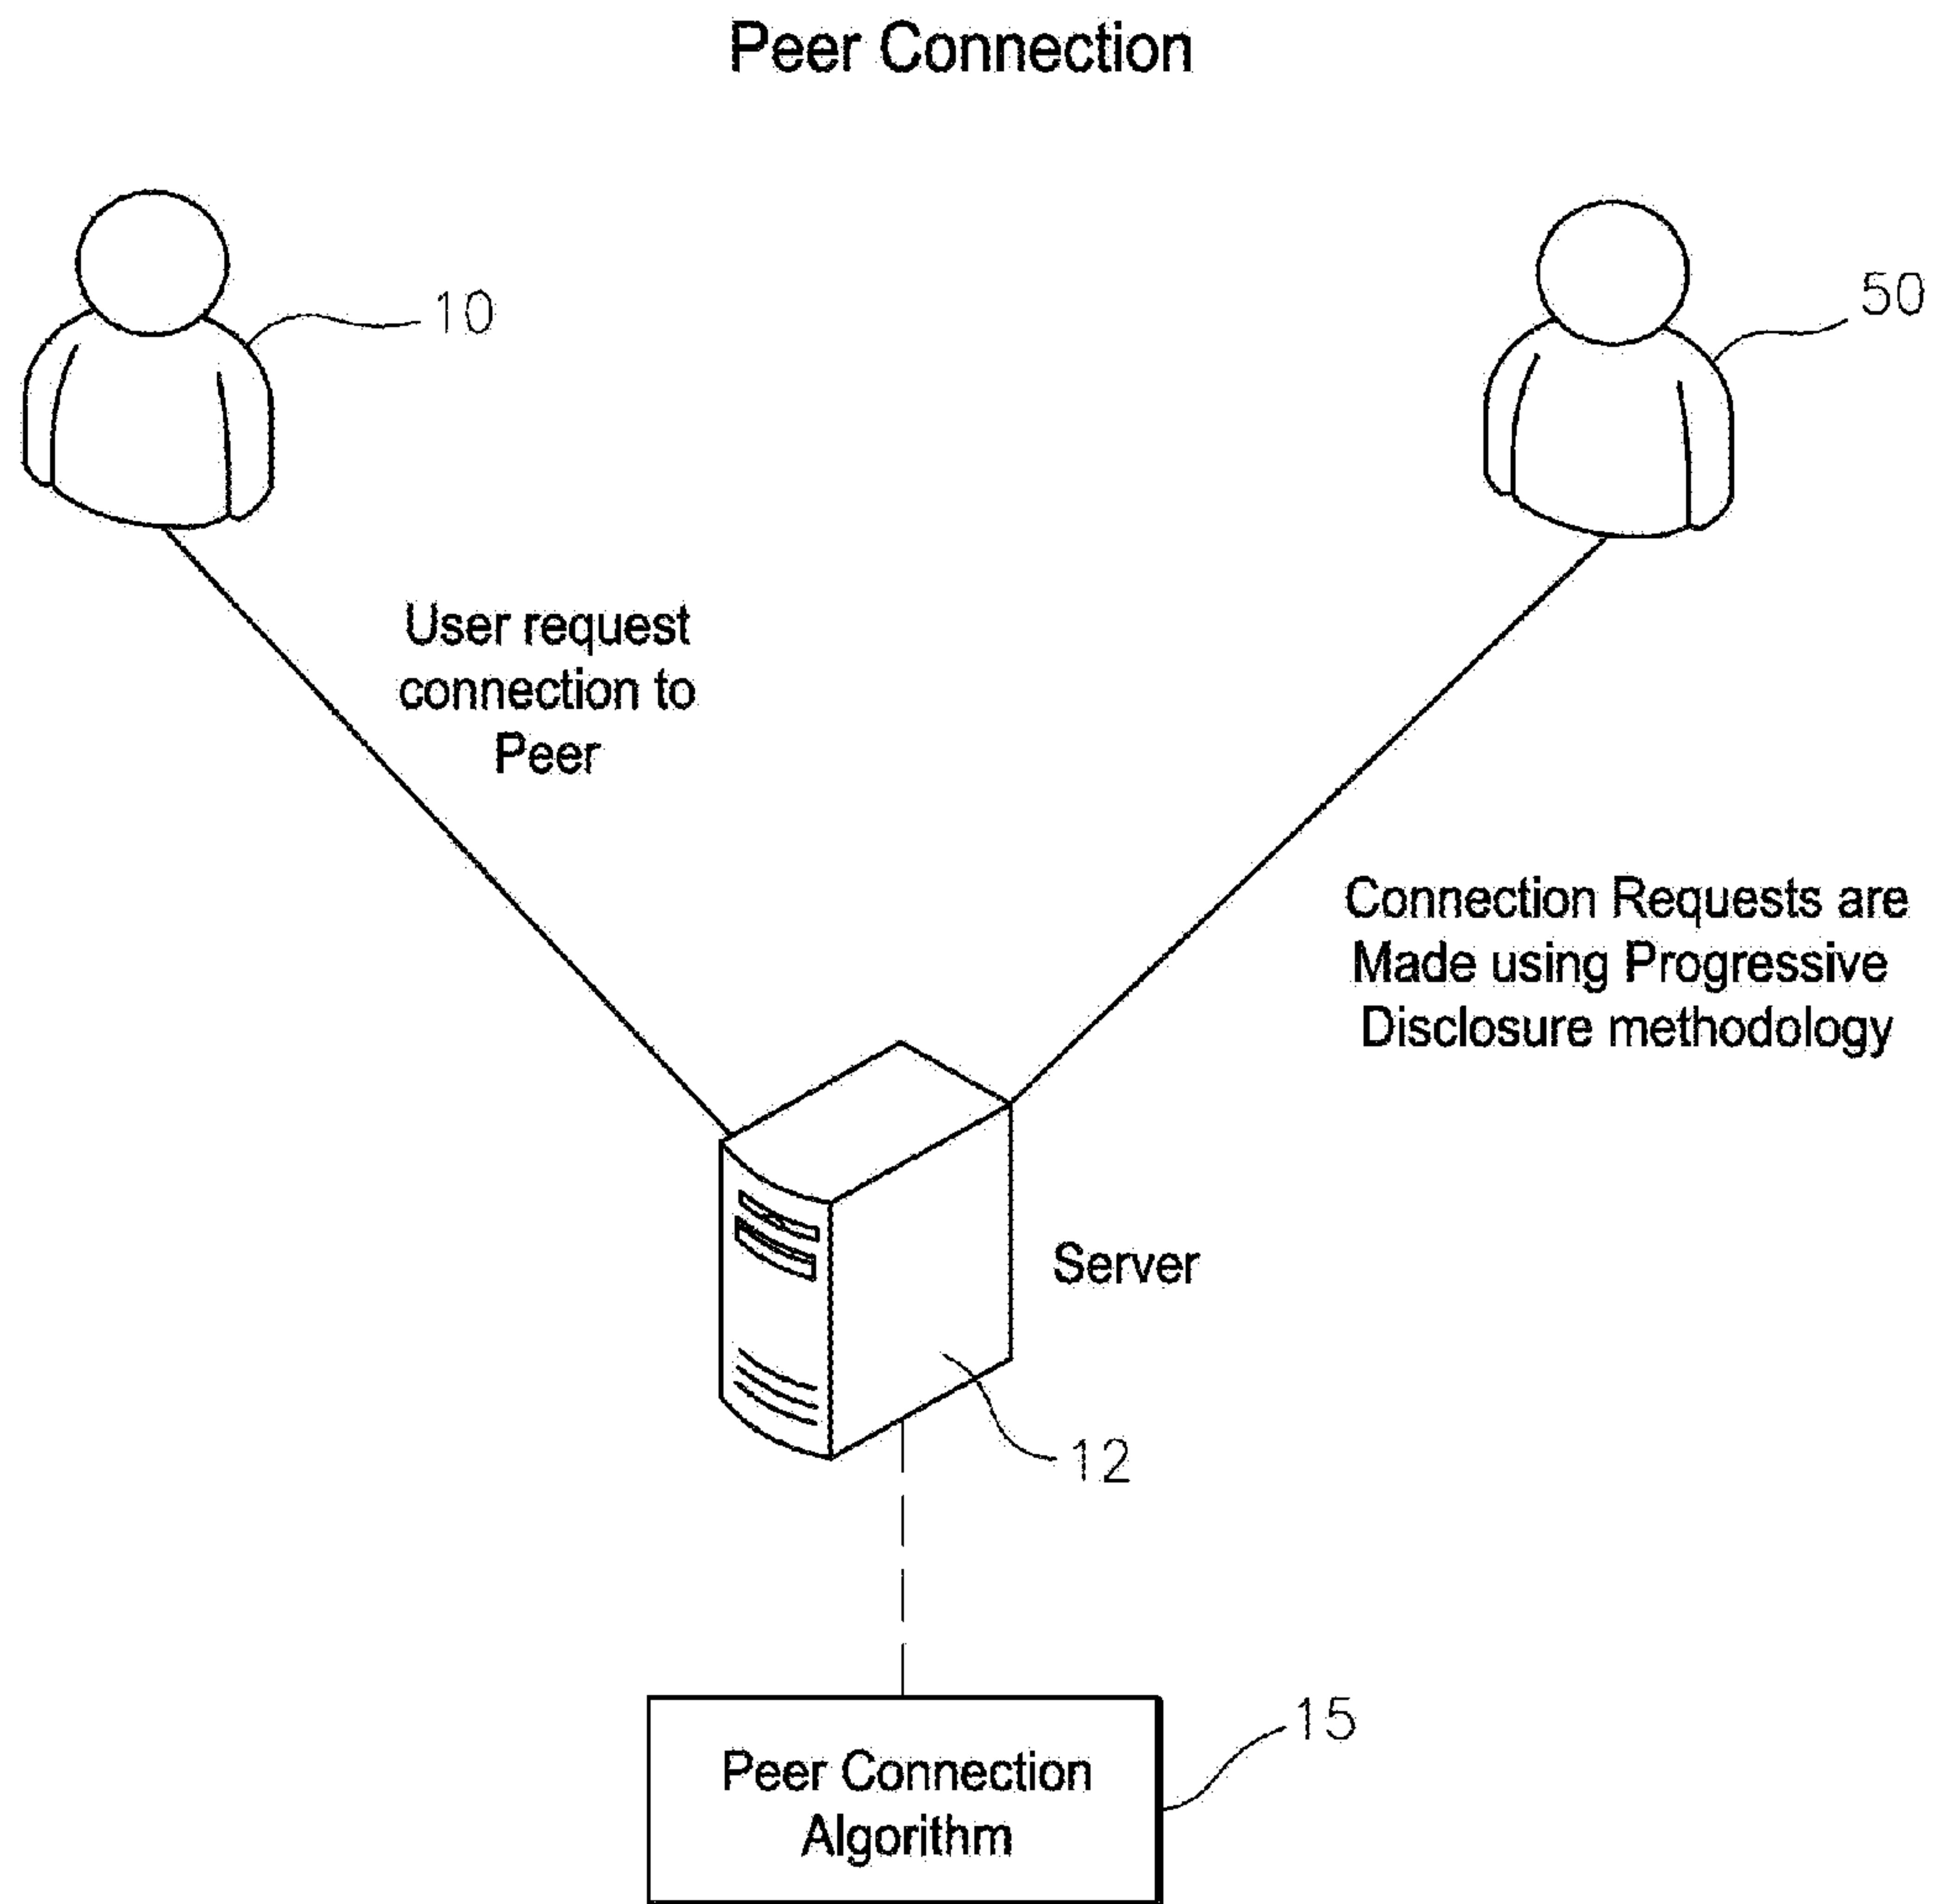 Peer Connection
10
50
User request
connection to
Peer
Connection Requests are
Made using Progressive
Disclosure methodology
Server
12
15
Peer Connection
Algorithm